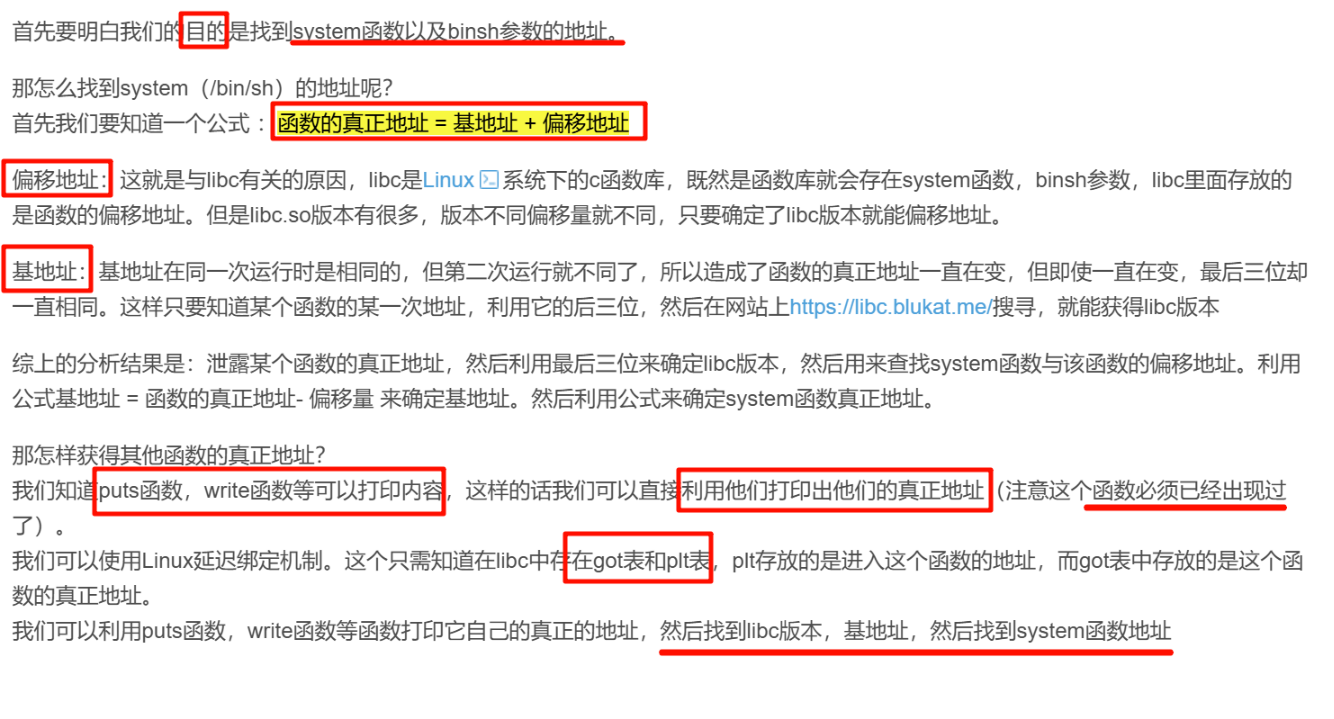 首先要明白我们的目的是找到system函数以及binsh参数的地址。
那怎么找到system（/bin/sh）的地址呢？
首先我们要知道一个公式 ：函数的真正地址 = 基地址 + 偏移地址
偏移地址：这就是与libc有关的原因，libc是Linux 系统下的c函数库，既然是函数库就会存在system函数，binsh参数，libc里面存放的
是函数的偏移地址。但是libc.so版本有很多，版本不同偏移量就不同，只要确定了libc版本就能偏移地址。
基地址：基地址在同一次运行时是相同的，但第二次运行就不同了，所以造成了函数的真正地址一直在变，但即使一直在变，最后三位却
一直相同。这样只要知道某个函数的某一次地址，利用它的后三位，然后在网站上https://libc.blukat.me/搜寻，就能获得libc版本
综上的分析结果是：泄露某个函数的真正地址，然后利用最后三位来确定libc版本，然后用来查找system函数与该函数的偏移地址。利用
公式基地址 = 函数的真正地址- 偏移量 来确定基地址。然后利用公式来确定system函数真正地址。
那怎样获得其他函数的真正地址？
我们知道puts函数，write函数等可以打印内容，这样的话我们可以直接利用他们打印出他们的真正地址（注意这个函数必须已经出现过
了）。
我们可以使用Linux延迟绑定机制。这个只需知道在libc中存在got表和plt表，plt存放的是进入这个函数的地址，而got表中存放的是这个函
数的真正地址。
我们可以利用puts函数，write函数等函数打印它自己的真正的地址，然后找到libc版本，基地址，然后找到system函数地址